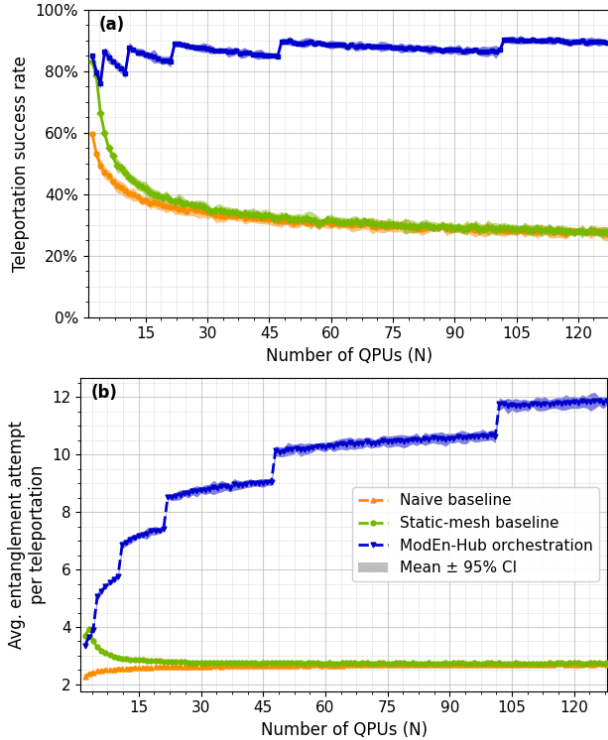 (a)
Teleportation success rate
100%
80%
60%
40%
20%
0%
15 30 45 60 75 90 105 120
Number of QPUs (N)
(b)
Avg. entanglement attempt
per teleportation
12
10
8
6
4
2
Naive baseline
Static-mesh baseline
ModEn-Hub orchestration
Mean ± 95% CI
15 30 45 60 75 90 105 120
Number of QPUs (N)